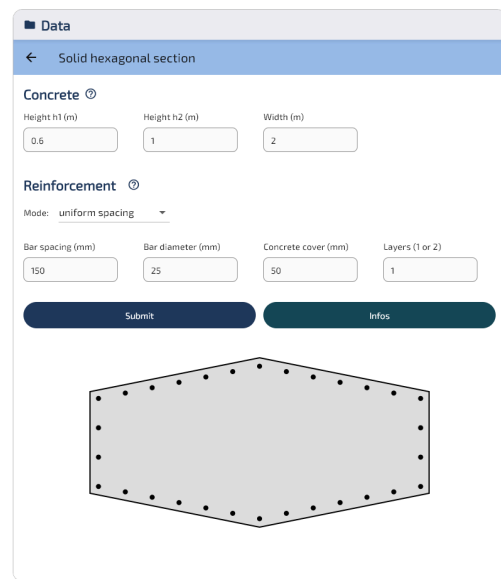 Data
Solid hexagonal section
Concrete
Height h1 (m) Height h2 (m) Width (m)
0.6 1 2
Reinforcement
Mode: uniform spacing
Bar spacing (mm) Bar diameter (mm) Concrete cover (mm) Layers (1 or 2)
150 25 50 1
Submit Infos